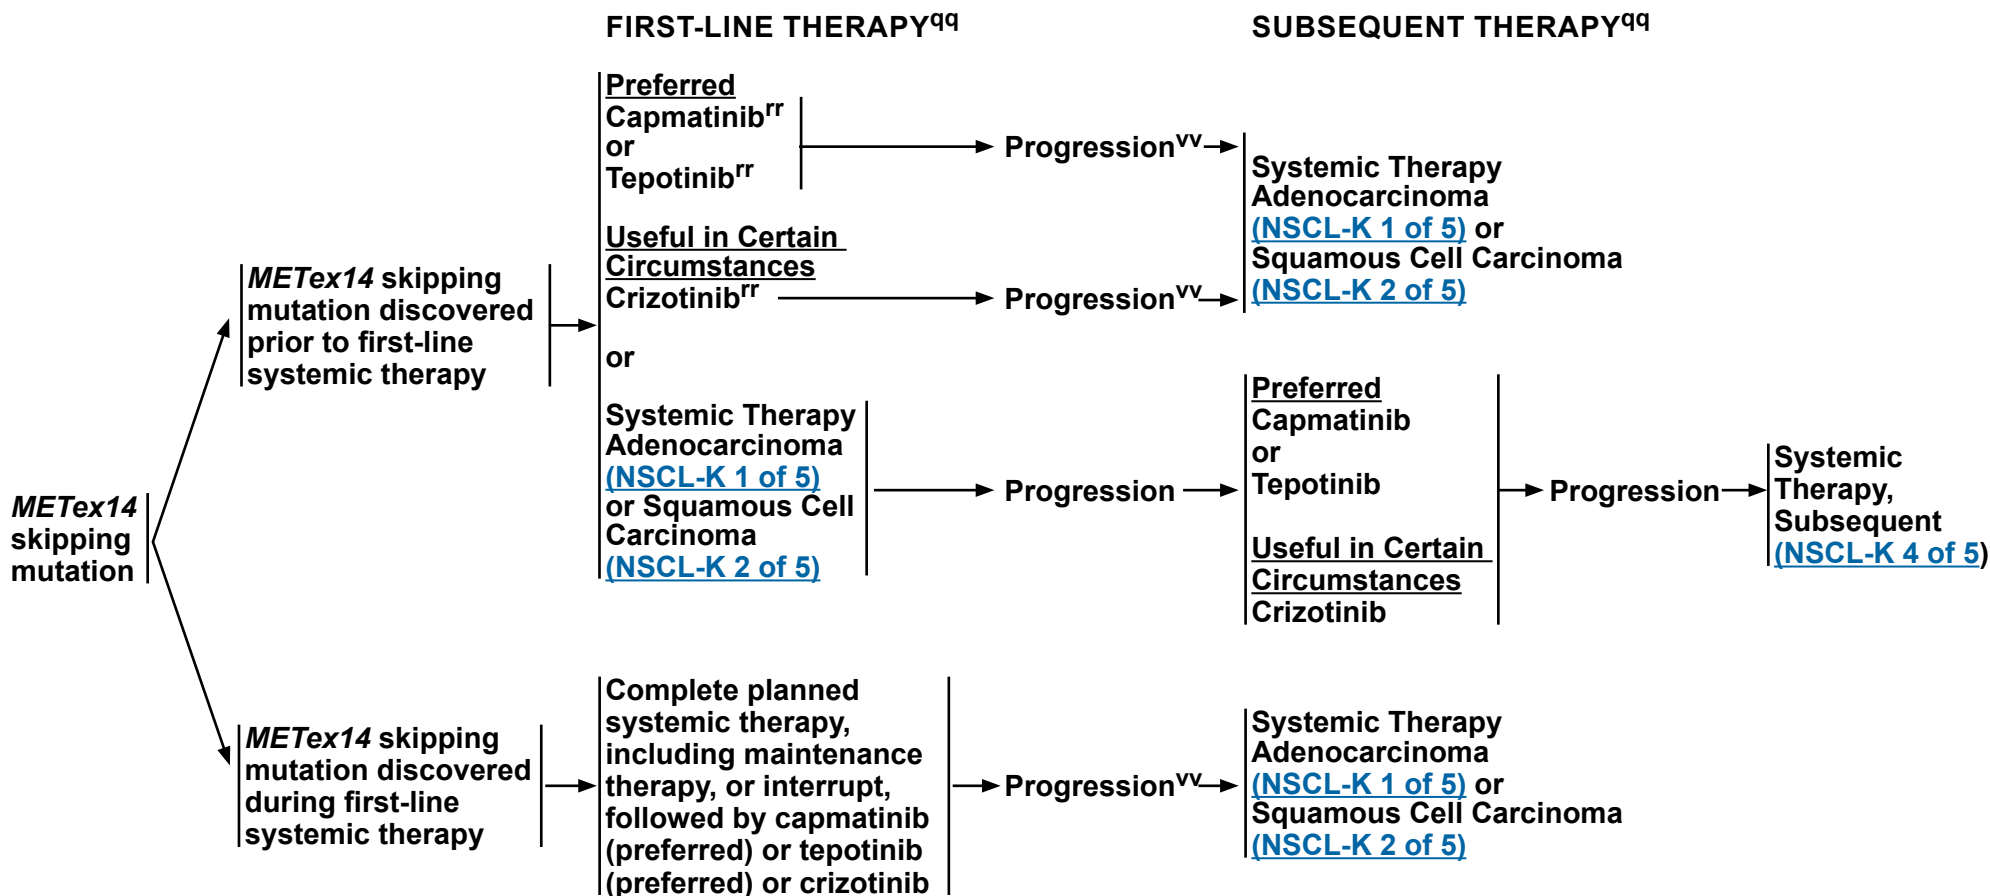 FIRST-LINE THERAPYqq
SUBSEQUENT THERAPYqq
METex14
skipping
mutation
METex14 skipping
mutation discovered
prior to first-line
systemic therapy
Preferred
Capmatinibrr
or
Tepotinibrr
Useful in Certain
Circumstances
Crizotinibrr
or
Systemic Therapy
Adenocarcinoma
(NSCL-K 1 of 5)
or Squamous Cell
Carcinoma
(NSCL-K 2 of 5)
Progressionvv
Progressionvv
Systemic Therapy
Adenocarcinoma
(NSCL-K 1 of 5) or
Squamous Cell Carcinoma
(NSCL-K 2 of 5)
Progression
Preferred
Capmatinib
or
Tepotinib
Useful in Certain
Circumstances
Crizotinib
Progression
Systemic
Therapy,
Subsequent
(NSCL-K 4 of 5)
METex14 skipping
mutation discovered
during first-line
systemic therapy
Complete planned
systemic therapy,
including maintenance
therapy, or interrupt,
followed by capmatinib
(preferred) or tepotinib
(preferred) or crizotinib
Progressionvv
Systemic Therapy
Adenocarcinoma
(NSCL-K 1 of 5) or
Squamous Cell Carcinoma
(NSCL-K 2 of 5)